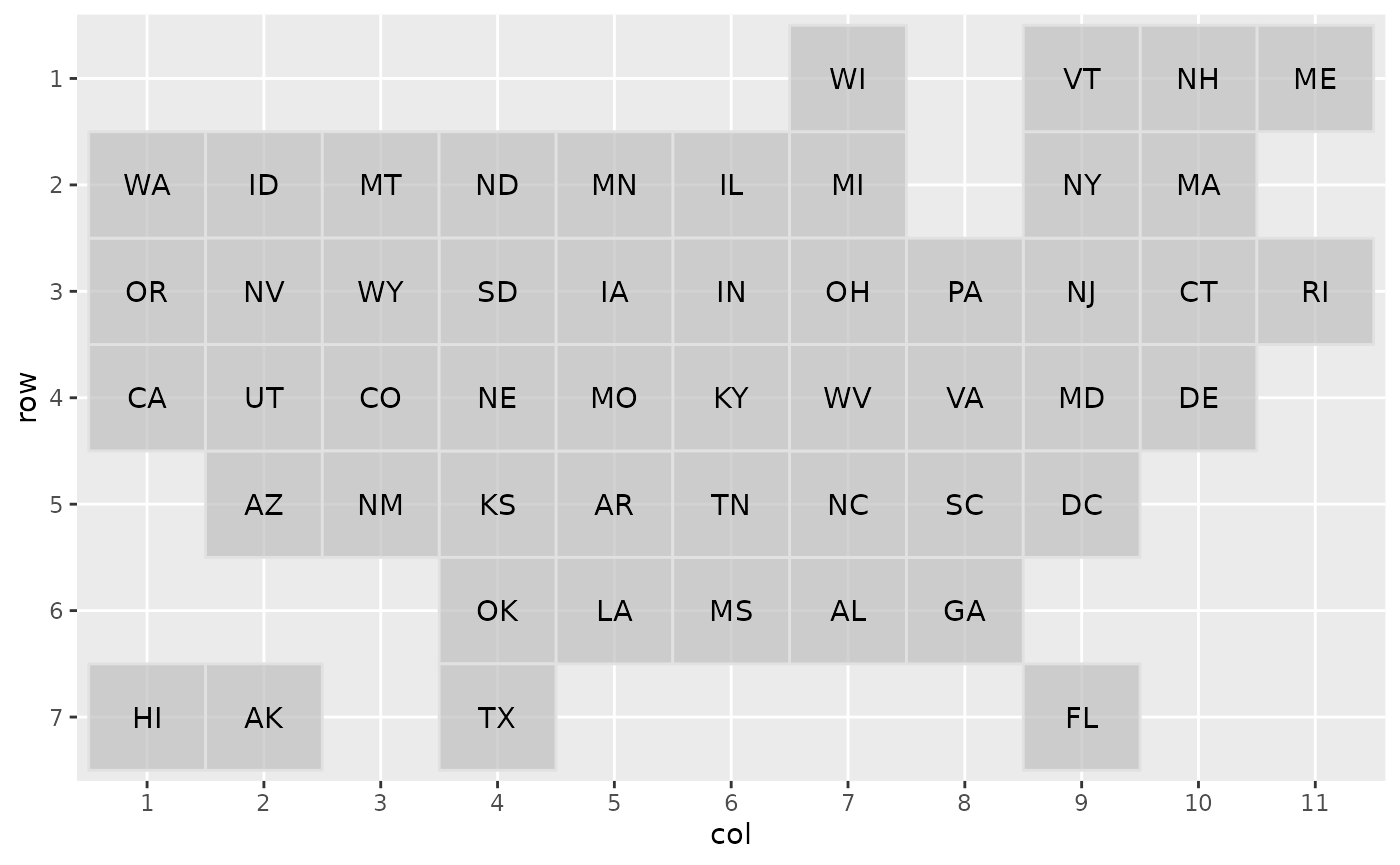 1 WI VT NH ME
2 WA ID MT ND MN IL MI NY MA
3 OR NV WY SD IA IN OH PA NJ CT RI
row
4 CA UT CO NE MO KY WV VA MD DE
5 AZ NM KS AR TN NC SC DC
6 OK LA MS AL GA
7 HI AK TX FL
1 2 3 4 5 6 7 8 9 10 11
col